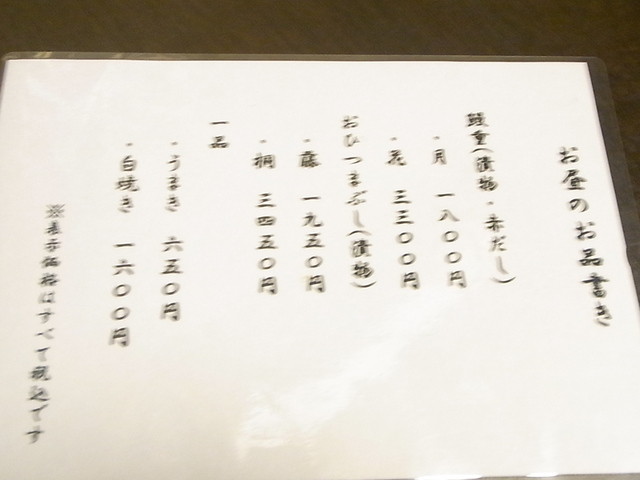 お昼のお品書き
鰻重(漬物・赤だし)
・月 一八〇〇円
・花 三三〇〇円
おひつまぶし(漬物)
・藤 一九五〇円
・桐 三四五〇円
一品
・うまき 六五〇円
・白焼き 一六〇〇円
※表示価格はすべて税込です